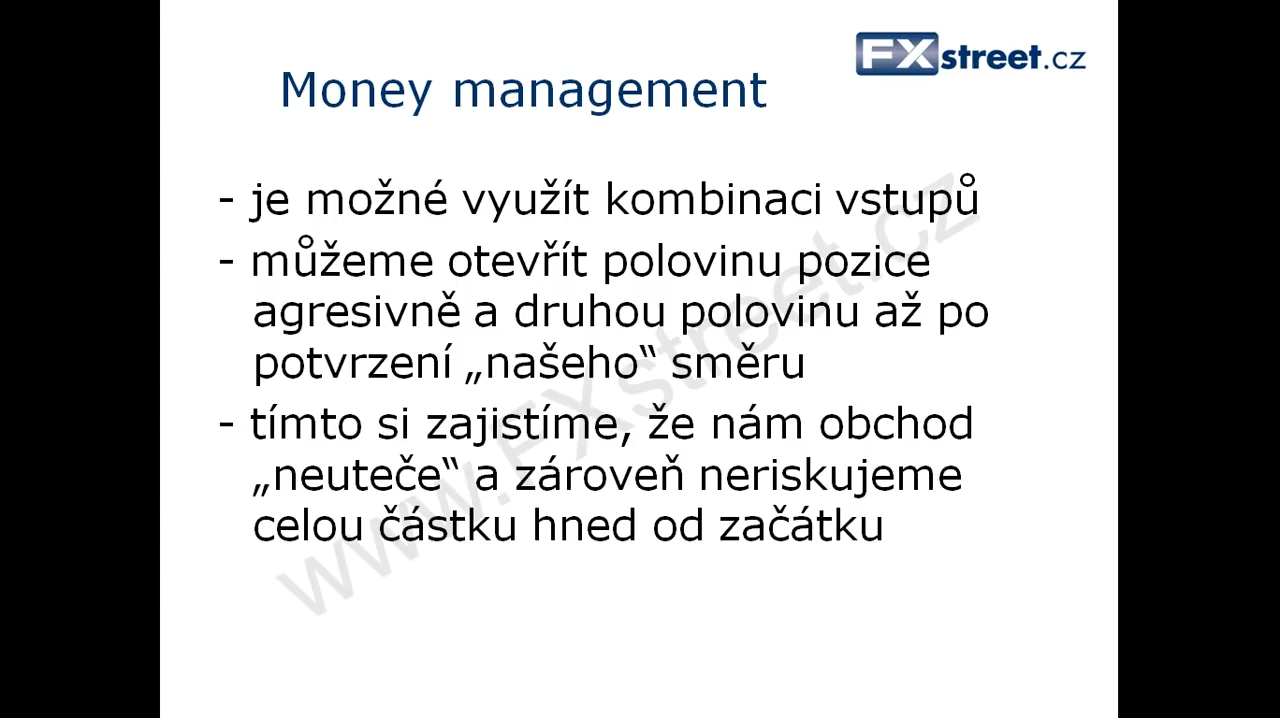 FXstreet.cz
Money management
- je možné využít kombinaci vstupů
- můžeme otevřít polovinu pozice
agresivně a druhou polovinu až po
potvrzení „našeho“ směru
- tímto si zajistíme, že nám obchod
„neuteče“ a zároveň neriskujeme
celou částku hned od začátku
www.FXstreet.cz